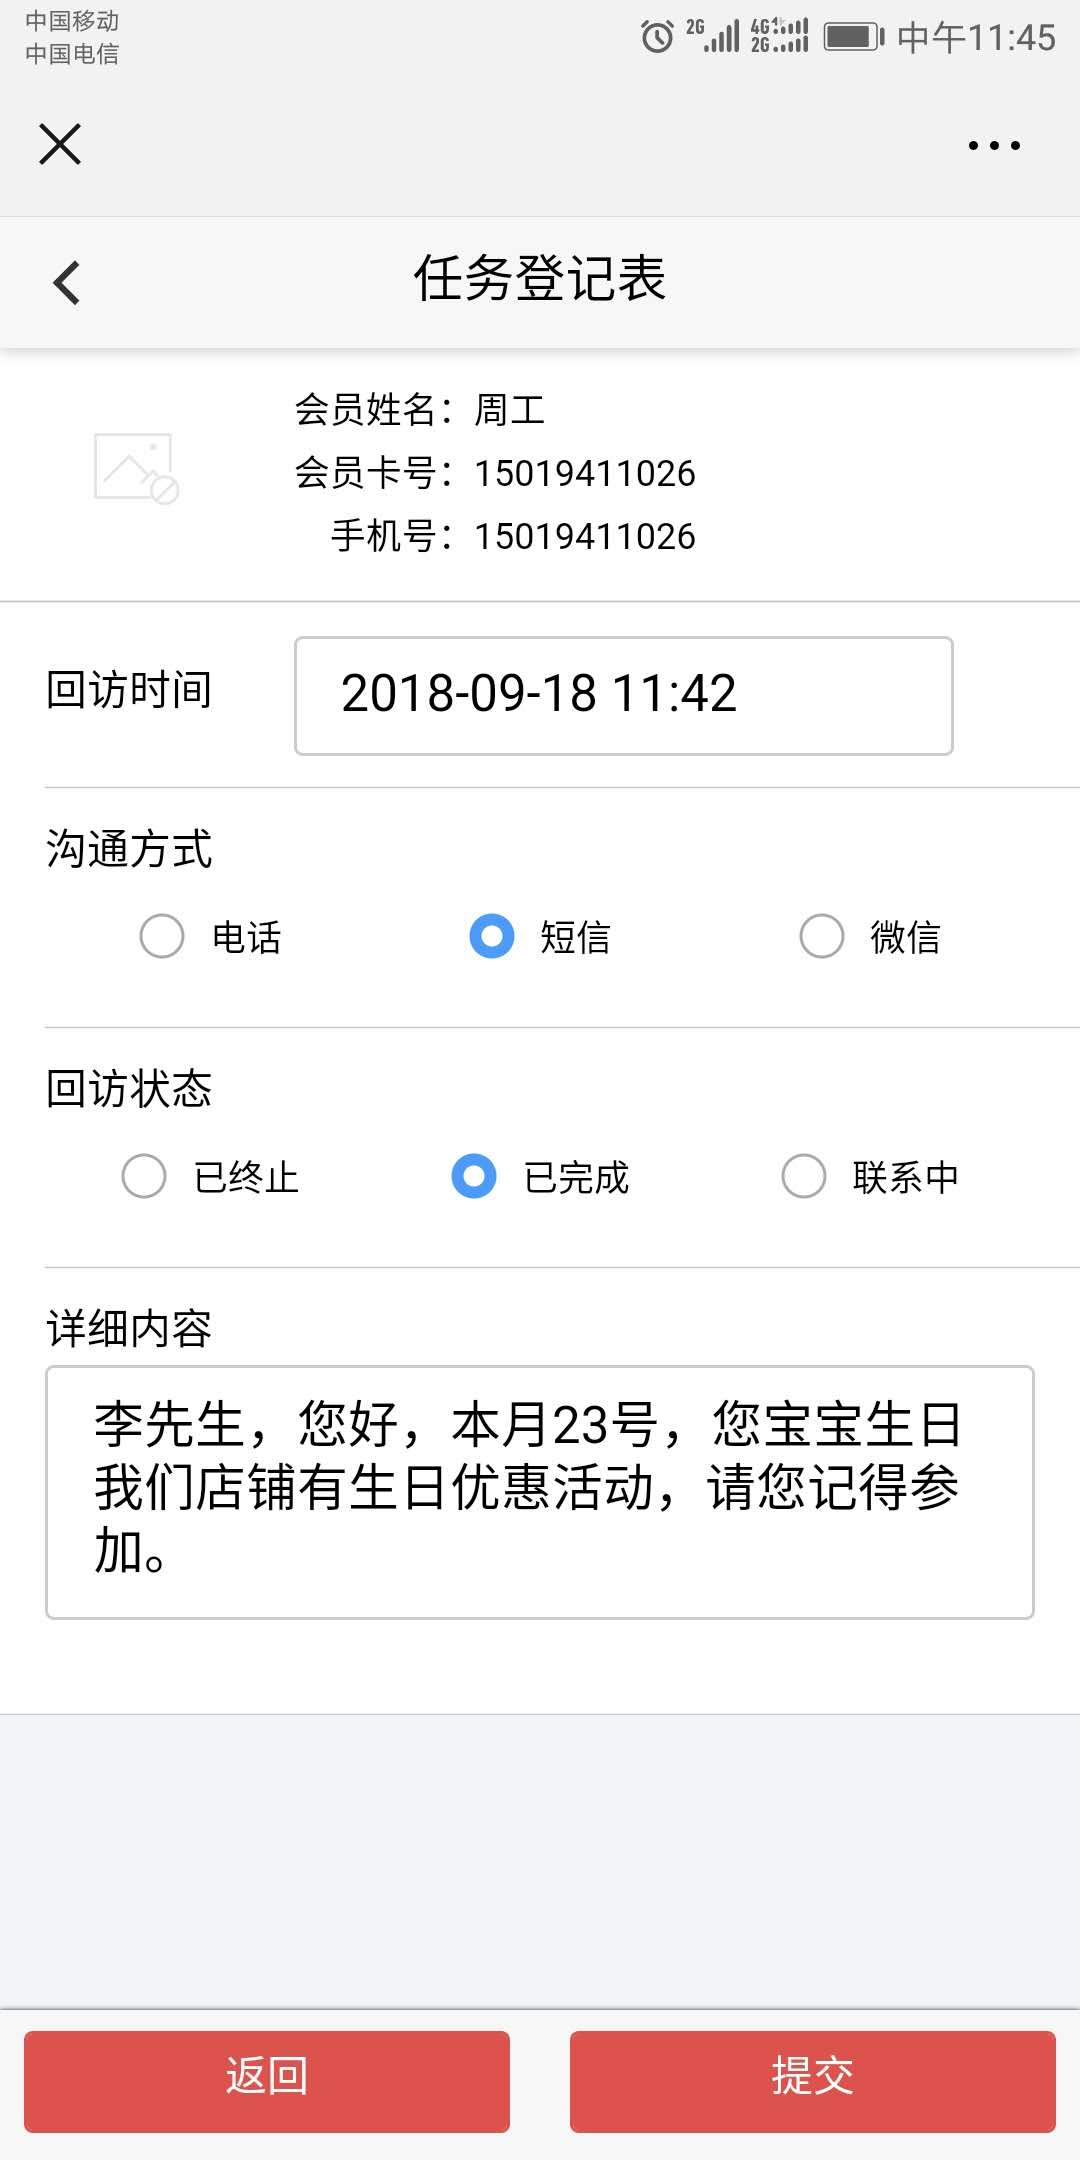 中国移动
中国电信
2G 4G 2G 中午11:45
任务登记表
会员姓名：周工
会员卡号：15019411026
手机号：15019411026
回访时间 2018-09-18 11:42
沟通方式
电话 短信 微信
回访状态
已终止 已完成 联系中
详细内容
李先生，您好，本月23号，您宝宝生日
我们店铺有生日优惠活动，请您记得参
加。
返回 提交